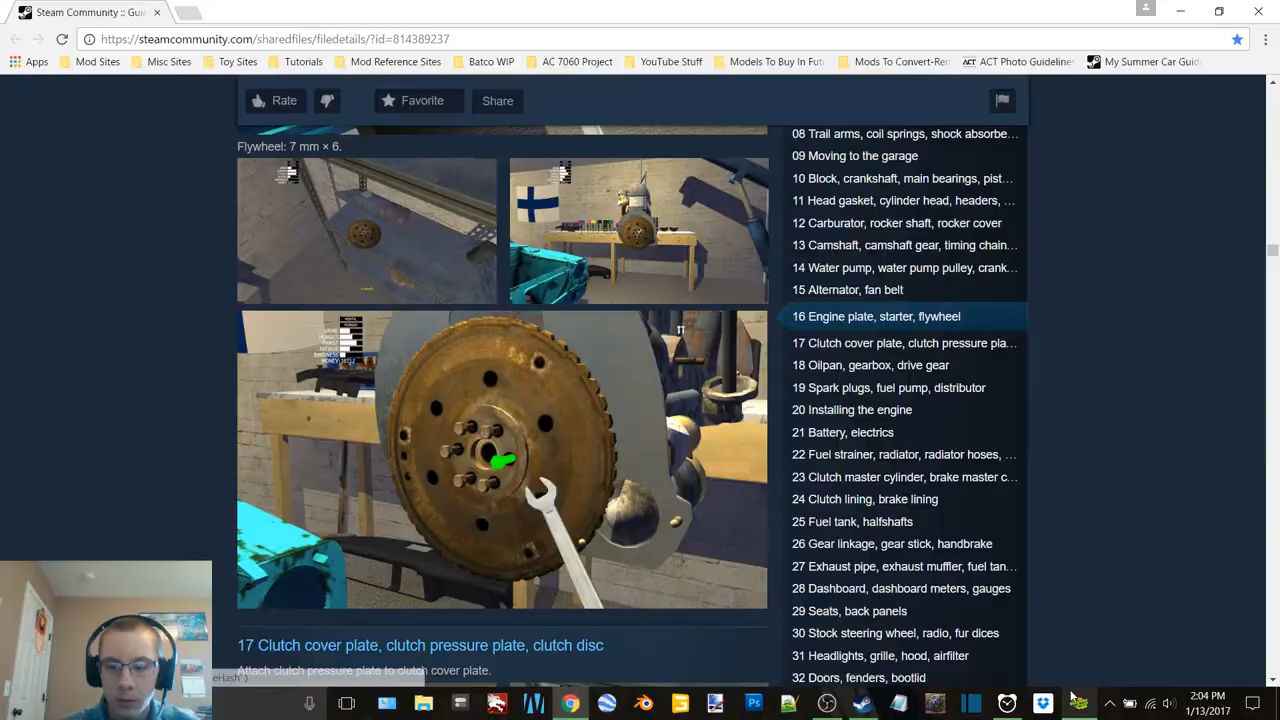 Steam Community :: Gui
https://steamcommunity.com/sharedfiles/filedetails/?id=814389237
Apps Mod Sites Misc Sites Toy Sites Tutorials Mod Reference Sites Batco WIP AC 7060 Project YouTube Stuff Models To Buy In Fut Mods To Convert-Ren ACT Photo Guideline My Summer Car Guid
Rate Favorite Share
Flywheel: 7 mm × 6.
17 Clutch cover plate, clutch pressure plate, clutch disc
Attach clutch pressure plate to clutch cover plate.
08 Trail arms, coil springs, shock absorbe...
09 Moving to the garage
10 Block, crankshaft, main bearings, pist...
11 Head gasket, cylinder head, headers, ...
12 Carburator, rocker shaft, rocker cover
13 Camshaft, camshaft gear, timing chain...
14 Water pump, water pump pulley, crank...
15 Alternator, fan belt
16 Engine plate, starter, flywheel
17 Clutch cover plate, clutch pressure pla...
18 Oilpan, gearbox, drive gear
19 Spark plugs, fuel pump, distributor
20 Installing the engine
21 Battery, electrics
22 Fuel strainer, radiator, radiator hoses, ...
23 Clutch master cylinder, brake master c...
24 Clutch lining, brake lining
25 Fuel tank, halfshafts
26 Gear linkage, gear stick, handbrake
27 Exhaust pipe, exhaust muffler, fuel tan...
28 Dashboard, dashboard meters, gauges
29 Seats, back panels
30 Stock steering wheel, radio, fur dices
31 Headlights, grille, hood, airfilter
32 Doors, fenders, bootlid
eHash')
2:04 PM
1/13/2017